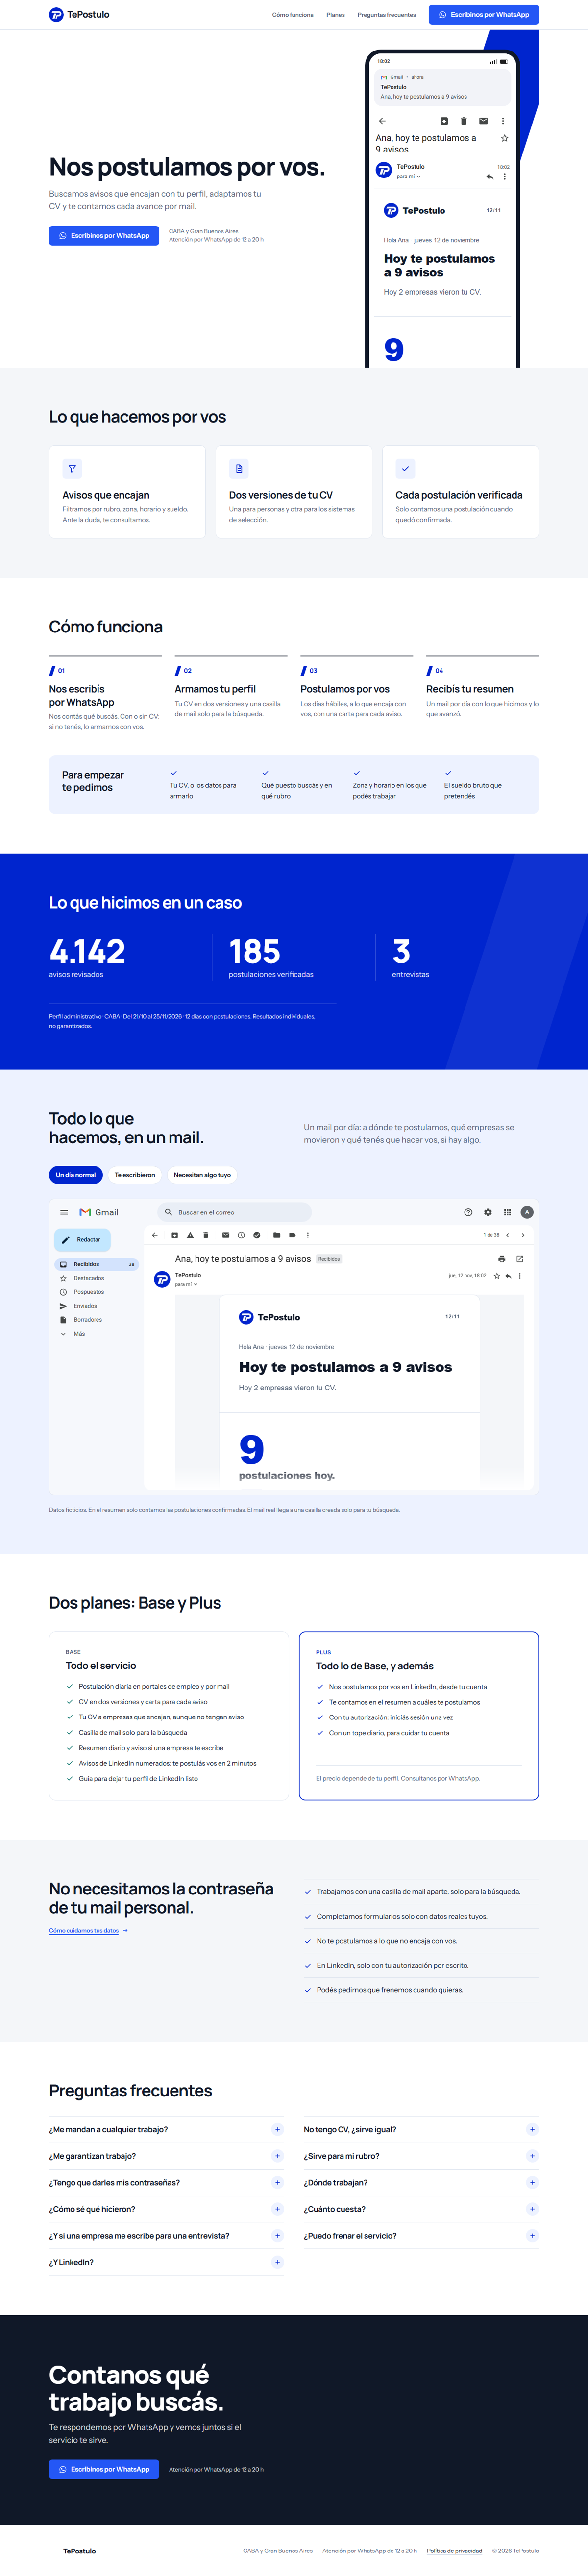 TePostulo
Cómo funciona
Planes
Preguntas frecuentes
Escribinos por WhatsApp
Nos postulamos por vos.
Buscamos avisos que encajan con tu perfil, adaptamos tu
CV y te contamos cada avance por mail.
Escribinos por WhatsApp
CABA y Gran Buenos Aires
Atención por WhatsApp de 12 a 20 h
18:02
Gmail · ahora
TePostulo
Ana, hoy te postulamos a 9 avisos
Ana, hoy te postulamos a
9 avisos
TePostulo
18:02
para mí
TePostulo
12/11
Hola Ana · jueves 12 de noviembre
Hoy te postulamos
a 9 avisos
Hoy 2 empresas vieron tu CV.
9
Lo que hacemos por vos
Avisos que encajan
Filtramos por rubro, zona, horario y sueldo.
Ante la duda, te consultamos.
Dos versiones de tu CV
Una para personas y otra para los sistemas
de selección.
Cada postulación verificada
Solo contamos una postulación cuando
quedó confirmada.
Cómo funciona
01
Nos escribís
por WhatsApp
Nos contás qué buscás. Con o sin CV:
si no tenés, lo armamos con vos.
02
Armamos tu perfil
Tu CV en dos versiones y una casilla
de mail solo para la búsqueda.
03
Postulamos por vos
Los días hábiles, a lo que encaja con
vos, con una carta para cada aviso.
04
Recibís tu resumen
Un mail por día con lo que hicimos y lo
que avanzó.
Para empezar
te pedimos
Tu CV, o los datos para
armarlo
Qué puesto buscás y en
qué rubro
Zona y horario en los que
podés trabajar
El sueldo bruto que
pretendés
Lo que hicimos en un caso
4.142
avisos revisados
185
postulaciones verificadas
3
entrevistas
Perfil administrativo · CABA · Del 21/10 al 25/11/2026 · 12 días con postulaciones. Resultados individuales,
no garantizados.
Todo lo que
hacemos, en un mail.
Un mail por día: a dónde te postulamos, qué empresas se
movieron y qué tenés que hacer vos, si hay algo.
Un día normal
Te escribieron
Necesitan algo tuyo
Gmail
Buscar en el correo
A
Redactar
Recibidos
38
Destacados
Pospuestos
Enviados
Borradores
Más
1 de 38
Ana, hoy te postulamos a 9 avisos
Recibidos
TePostulo
jue, 12 nov, 18:02
para mí
TePostulo
12/11
Hola Ana · jueves 12 de noviembre
Hoy te postulamos a 9 avisos
Hoy 2 empresas vieron tu CV.
9
postulaciones hoy.
Datos ficticios. En el resumen solo contamos las postulaciones confirmadas. El mail real llega a una casilla creada solo para tu búsqueda.
Dos planes: Base y Plus
BASE
Todo el servicio
Postulación diaria en portales de empleo y por mail
CV en dos versiones y carta para cada aviso
Tu CV a empresas que encajan, aunque no tengan aviso
Casilla de mail solo para la búsqueda
Resumen diario y aviso si una empresa te escribe
Avisos de LinkedIn numerados: te postulás vos en 2 minutos
Guía para dejar tu perfil de LinkedIn listo
PLUS
Todo lo de Base, y además
Nos postulamos por vos en LinkedIn, desde tu cuenta
Te contamos en el resumen a cuáles te postulamos
Con tu autorización: iniciás sesión una vez
Con un tope diario, para cuidar tu cuenta
El precio depende de tu perfil. Consultanos por WhatsApp.
No necesitamos la contraseña
de tu mail personal.
Cómo cuidamos tus datos →
Trabajamos con una casilla de mail aparte, solo para la búsqueda.
Completamos formularios solo con datos reales tuyos.
No te postulamos a lo que no encaja con vos.
En LinkedIn, solo con tu autorización por escrito.
Podés pedirnos que frenemos cuando quieras.
Preguntas frecuentes
¿Me mandan a cualquier trabajo?
¿Me garantizan trabajo?
¿Tengo que darles mis contraseñas?
¿Cómo sé qué hicieron?
¿Y si una empresa me escribe para una entrevista?
¿Y LinkedIn?
No tengo CV, ¿sirve igual?
¿Sirve para mi rubro?
¿Dónde trabajan?
¿Cuánto cuesta?
¿Puedo frenar el servicio?
Contanos qué
trabajo buscás.
Te respondemos por WhatsApp y vemos juntos si el
servicio te sirve.
Escribinos por WhatsApp
Atención por WhatsApp de 12 a 20 h
TePostulo
CABA y Gran Buenos Aires
Atención por WhatsApp de 12 a 20 h
Política de privacidad
© 2026 TePostulo